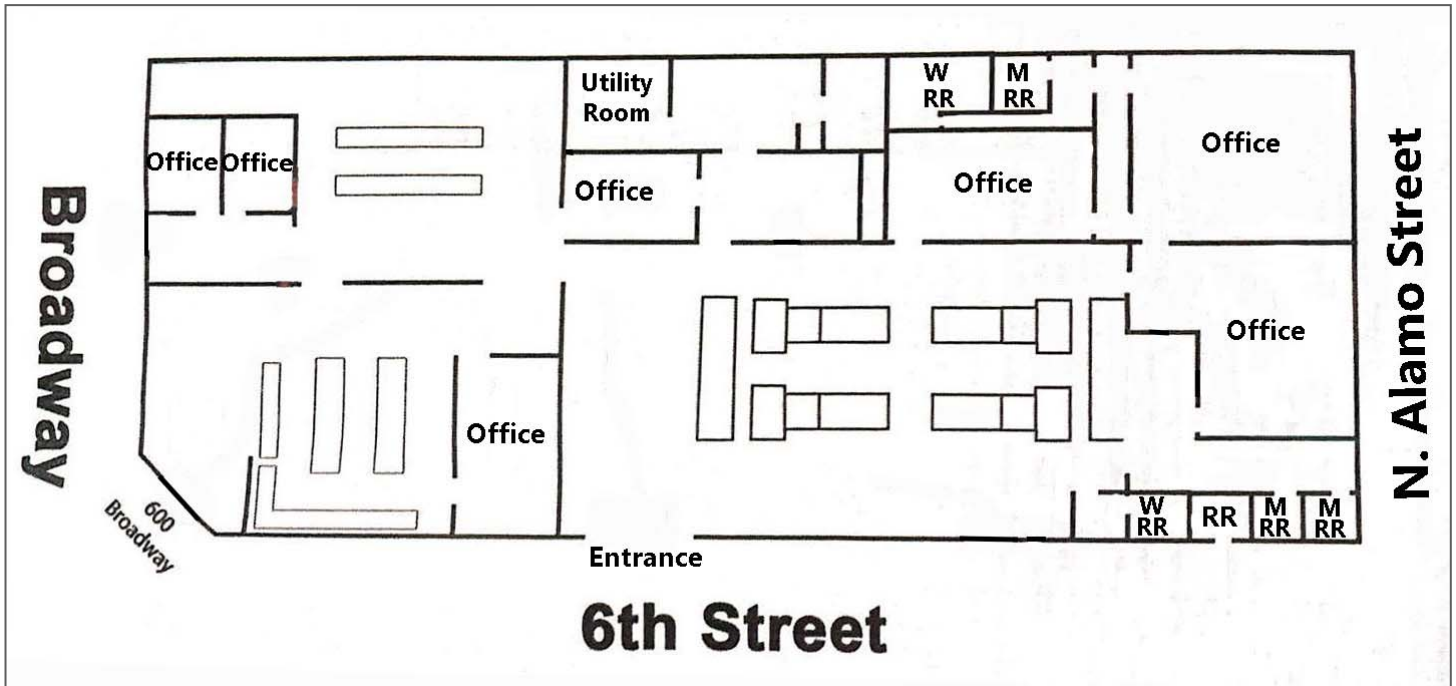 Utility
Room
W
RR
M
RR
Office
Office
Office
Office
Office
Office
Office
W
RR
RR
M
RR
M
RR
Entrance
Broadway
600
Broadway
6th Street
N. Alamo Street